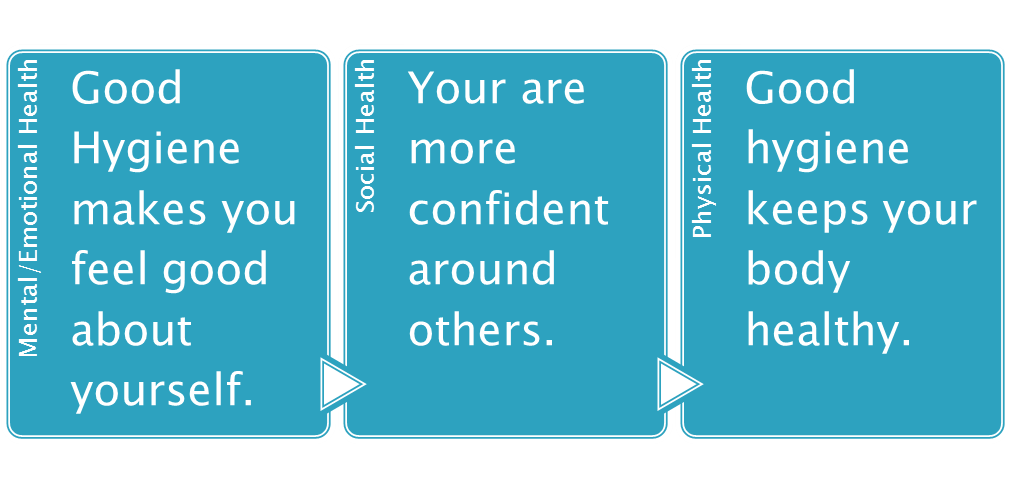 Mental/Emotional Health
Good
Hygiene
makes you
feel good
about
yourself.
Social Health
Your are
more
confident
around
others.
Physical Health
Good
hygiene
keeps your
body
healthy.